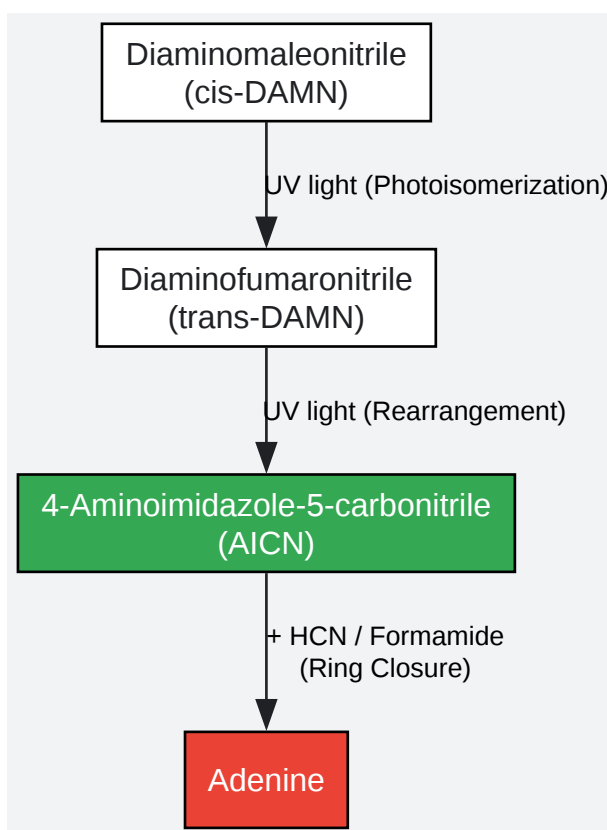 Diaminomaleonitrile
(cis-DAMN)
UV light (Photoisomerization)
Diaminofumaronitrile
(trans-DAMN)
UV light (Rearrangement)
4-Aminoimidazole-5-carbonitrile
(AICN)
+ HCN / Formamide
(Ring Closure)
Adenine